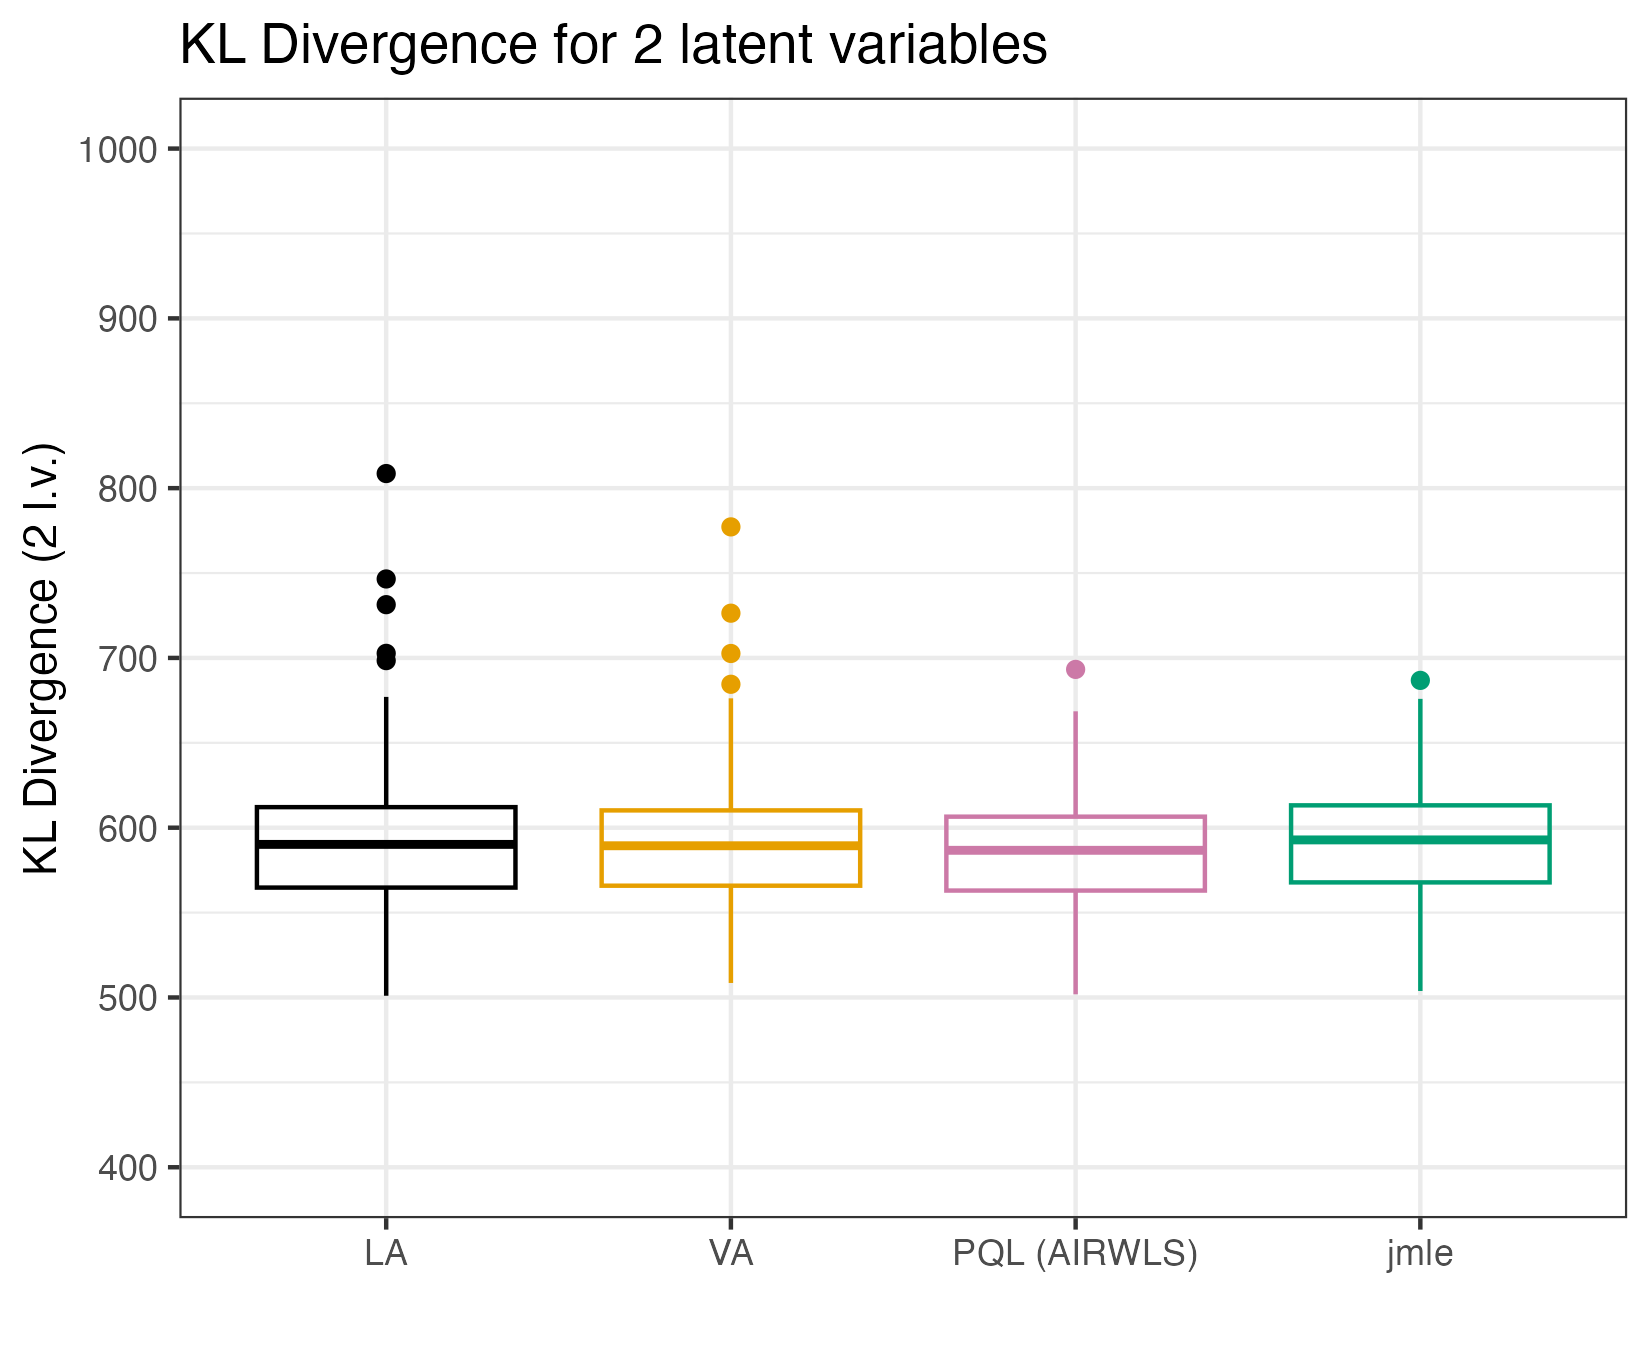 KL Divergence for 2 latent variables
KL Divergence (2 l.v.)
1000
900
800
700
600
500
400
LA
VA
PQL (AIRWLS)
jmle